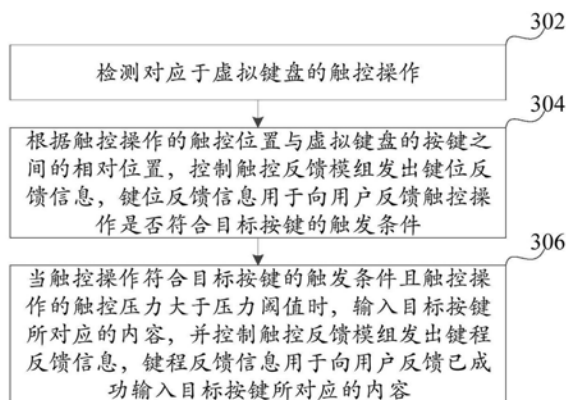 302
检测对应于虚拟键盘的触控操作
304
根据触控操作的触控位置与虚拟键盘的按键之
间的相对位置，控制触控反馈模组发出键位反
馈信息，键位反馈信息用于向用户反馈触控操
作是否符合目标按键的触发条件
306
当触控操作符合目标按键的触发条件且触控操
作的触控压力大于压力阈值时，输入目标按键
所对应的内容，并控制触控反馈模组发出键程
反馈信息，键程反馈信息用于向用户反馈已成
功输入目标按键所对应的内容